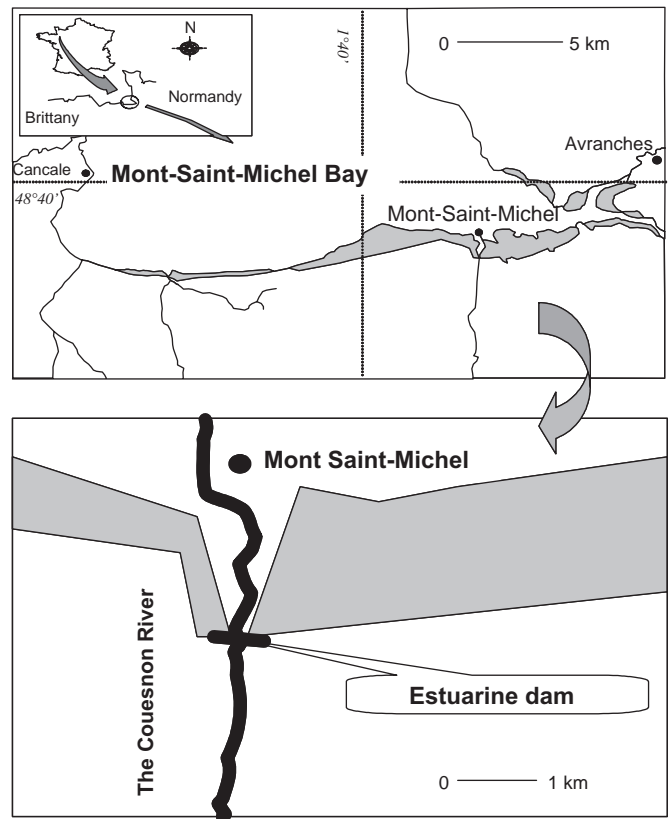 N
Normandy
Brittany
1°40'
0 5 km
Avranches
Cancale
Mont-Saint-Michel Bay
48°40'
Mont-Saint-Michel
Mont Saint-Michel
The Couesnon River
Estuarine dam
0 1 km